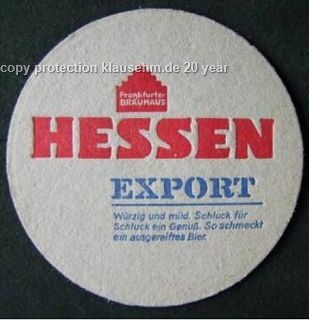 copy protection klausehm.de 20 year
Frankfurter
BRÄUHAUS
HESSEN
EXPORT
Würzig und mild. Schluck für
Schluck ein Genuß. So schmeckt
ein ausgereiftes Bier.